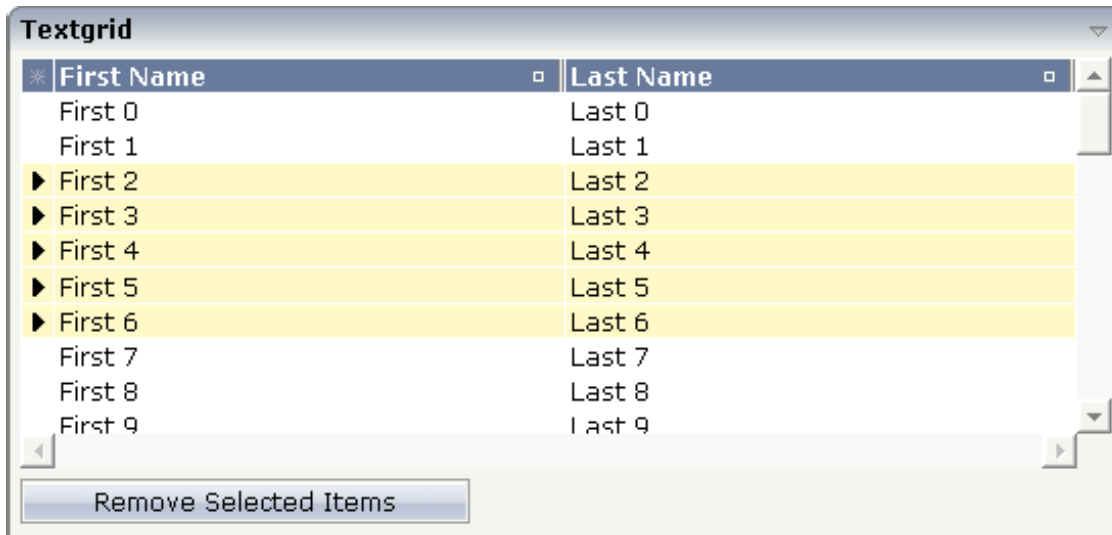 Textgrid
First Name Last Name
First 0 Last 0
First 1 Last 1
First 2 Last 2
First 3 Last 3
First 4 Last 4
First 5 Last 5
First 6 Last 6
First 7 Last 7
First 8 Last 8
First 9 Last 9
Remove Selected Items